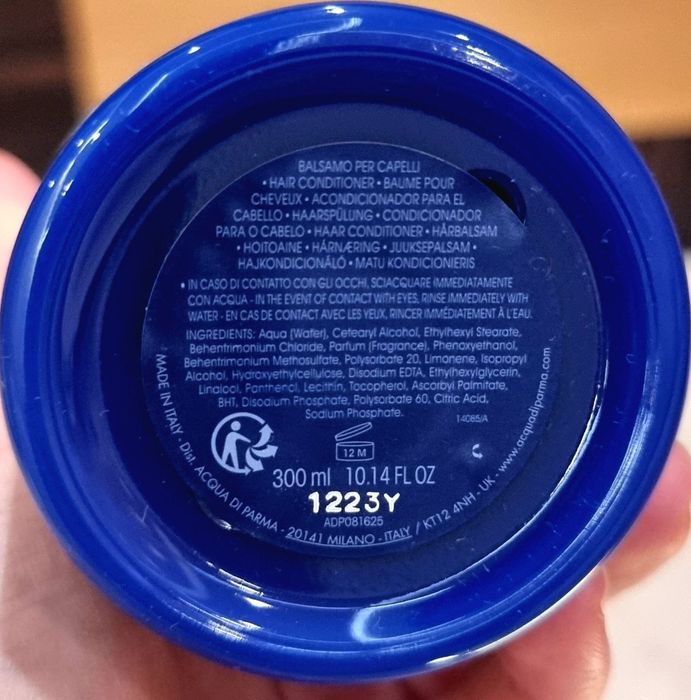 BALSAMO PER CAPELLI
• HAIR CONDITIONER • BAUME POUR
CHEVEUX • ACONDICIONADOR PARA EL
CABELLO • HAARSPÜLUNG • CONDICIONADOR
PARA O CABELO • HAAR CONDITIONER • HÅRBALSAM
• HOITOAINE • HÅRNÆRING • JUUKSEPALSAM •
HAJKONDICIONÁLÓ • MATU KONDICIONIERIS
• IN CASO DI CONTATTO CON GLI OCCHI, SCIACQUARE IMMEDIATAMENTE
CON ACQUA - IN THE EVENT OF CONTACT WITH EYES, RINSE IMMEDIATELY WITH
WATER - EN CAS DE CONTACT AVEC LES YEUX, RINCER IMMÉDIATEMENT À L'EAU.
INGREDIENTS: Aqua (Water), Cetearyl Alcohol, Ethylhexyl Stearate,
Behentrimonium Chloride, Parfum (Fragrance), Phenoxyethanol,
Behentrimonium Methosulfate, Polysorbate 20, Limonene, Isopropyl
Alcohol, Hydroxyethylcellulose, Disodium EDTA, Ethylhexylglycerin,
Linalool, Panthenol, Lecithin, Tocopherol, Ascorbyl Palmitate,
BHT, Disodium Phosphate, Polysorbate 60, Citric Acid,
Sodium Phosphate.
14085/A
12 M
300 ml 10.14 FL OZ
1223Y
ADP081625
MADE IN ITALY - Dist. ACQUA DI PARMA - 20141 MILANO - ITALY / KT12 4NH - UK - www.acquadiparma.com